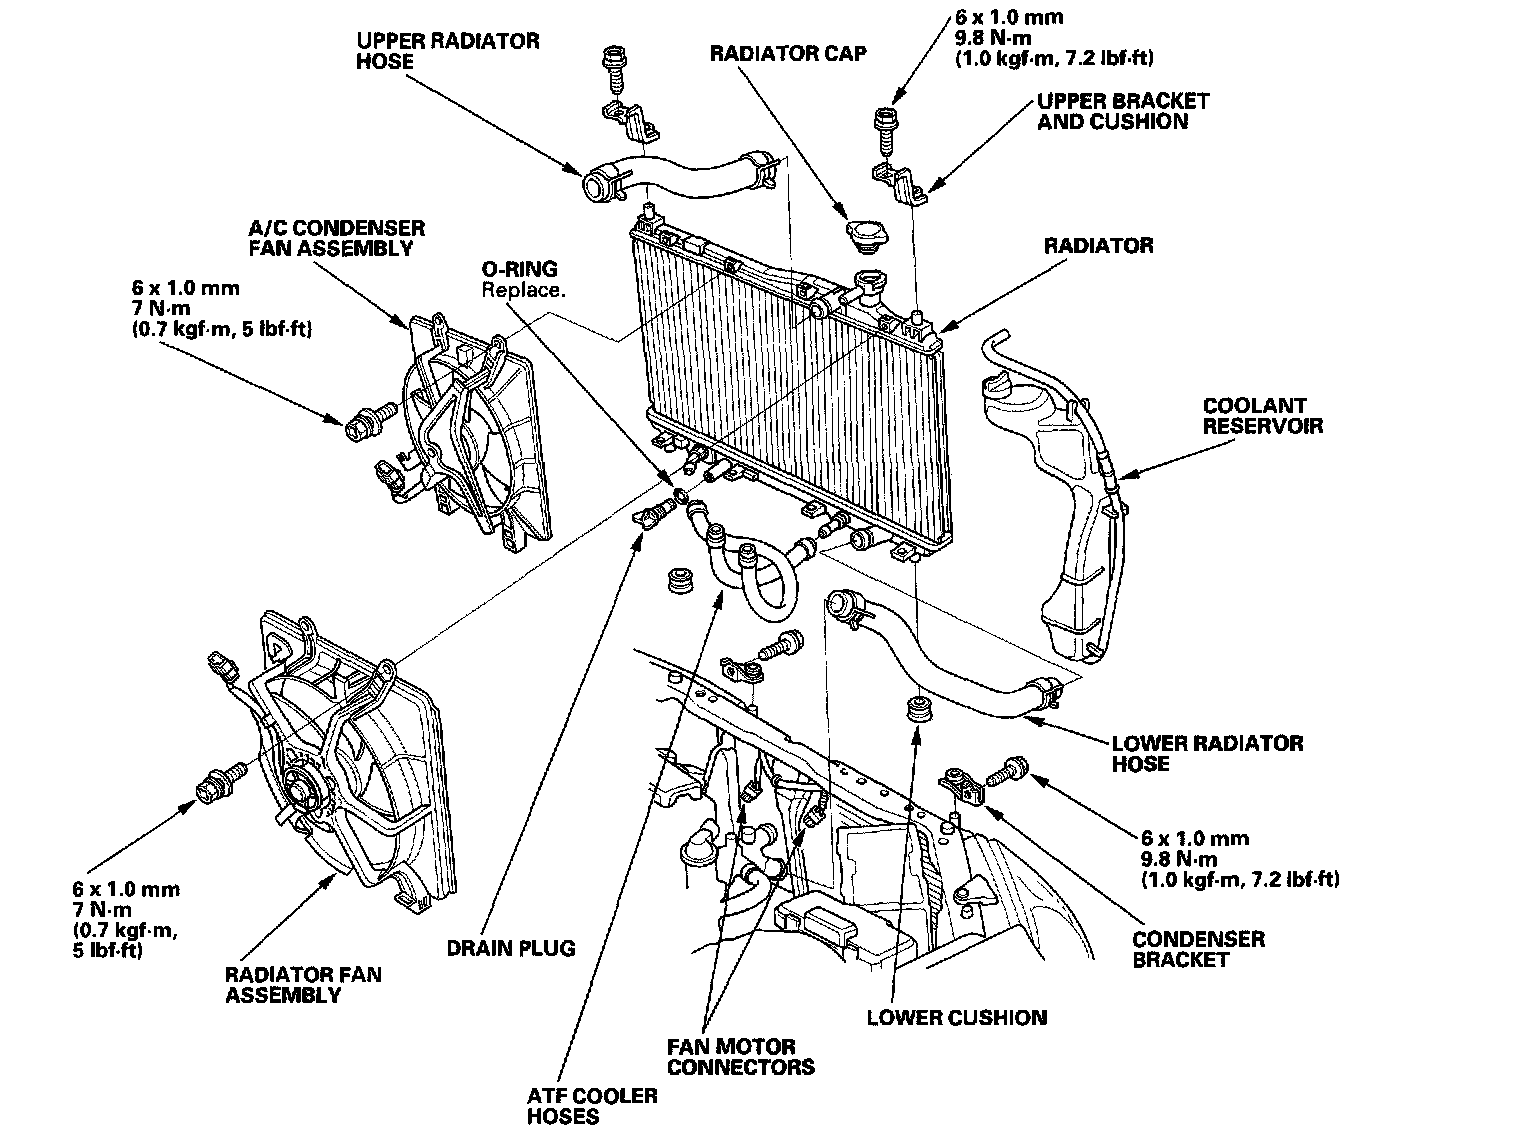 UPPER RADIATOR
HOSE
RADIATOR CAP
6 x 1.0 mm
9.8 N·m
(1.0 kgf·m, 7.2 lbf·ft)
UPPER BRACKET
AND CUSHION
A/C CONDENSER
FAN ASSEMBLY
O-RING
Replace.
RADIATOR
6 x 1.0 mm
7 N·m
(0.7 kgf·m, 5 lbf·ft)
COOLANT
RESERVOIR
LOWER RADIATOR
HOSE
6 x 1.0 mm
9.8 N·m
(1.0 kgf·m, 7.2 lbf·ft)
6 x 1.0 mm
7 N·m
(0.7 kgf·m,
5 lbf·ft)
RADIATOR FAN
ASSEMBLY
DRAIN PLUG
CONDENSER
BRACKET
LOWER CUSHION
FAN MOTOR
CONNECTORS
ATF COOLER
HOSES